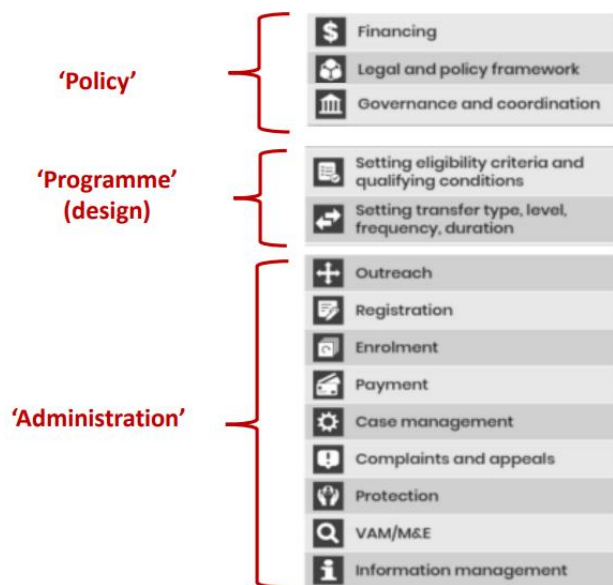 ‘Policy’
Financing
Legal and policy framework
Governance and coordination
‘Programme’
(design)
Setting eligibility criteria and
qualifying conditions
Setting transfer type, level,
frequency, duration
‘Administration’
Outreach
Registration
Enrolment
Payment
Case management
Complaints and appeals
Protection
VAM/M&E
Information management